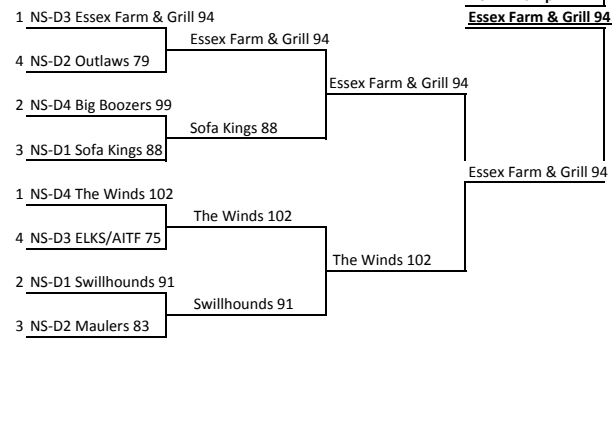 1 NS-D3 Essex Farm & Grill 94
Essex Farm & Grill 94
Essex Farm & Grill 94
4 NS-D2 Outlaws 79
Essex Farm & Grill 94
2 NS-D4 Big Boozers 99
Sofa Kings 88
3 NS-D1 Sofa Kings 88
Essex Farm & Grill 94
1 NS-D4 The Winds 102
The Winds 102
4 NS-D3 ELKS/AITF 75
The Winds 102
2 NS-D1 Swillhounds 91
Swillhounds 91
3 NS-D2 Maulers 83